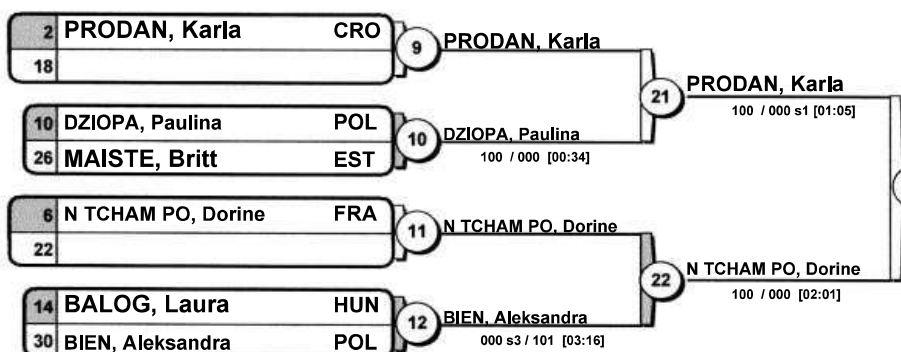 2 PRODAN, Karla CRO
18
9
PRODAN, Karla
10 DZIOPA, Paulina POL
26 MAISTE, Britt EST
10
DZIOPA, Paulina
100 / 000 [00:34]
21
PRODAN, Karla
100 / 000 s1 [01:05]
6 N TCHAM PO, Dorine FRA
22
11
N TCHAM PO, Dorine
14 BALOG, Laura HUN
30 BIEN, Aleksandra POL
12
BIEN, Aleksandra
000 s3 / 101 [03:16]
22
N TCHAM PO, Dorine
100 / 000 [02:01]